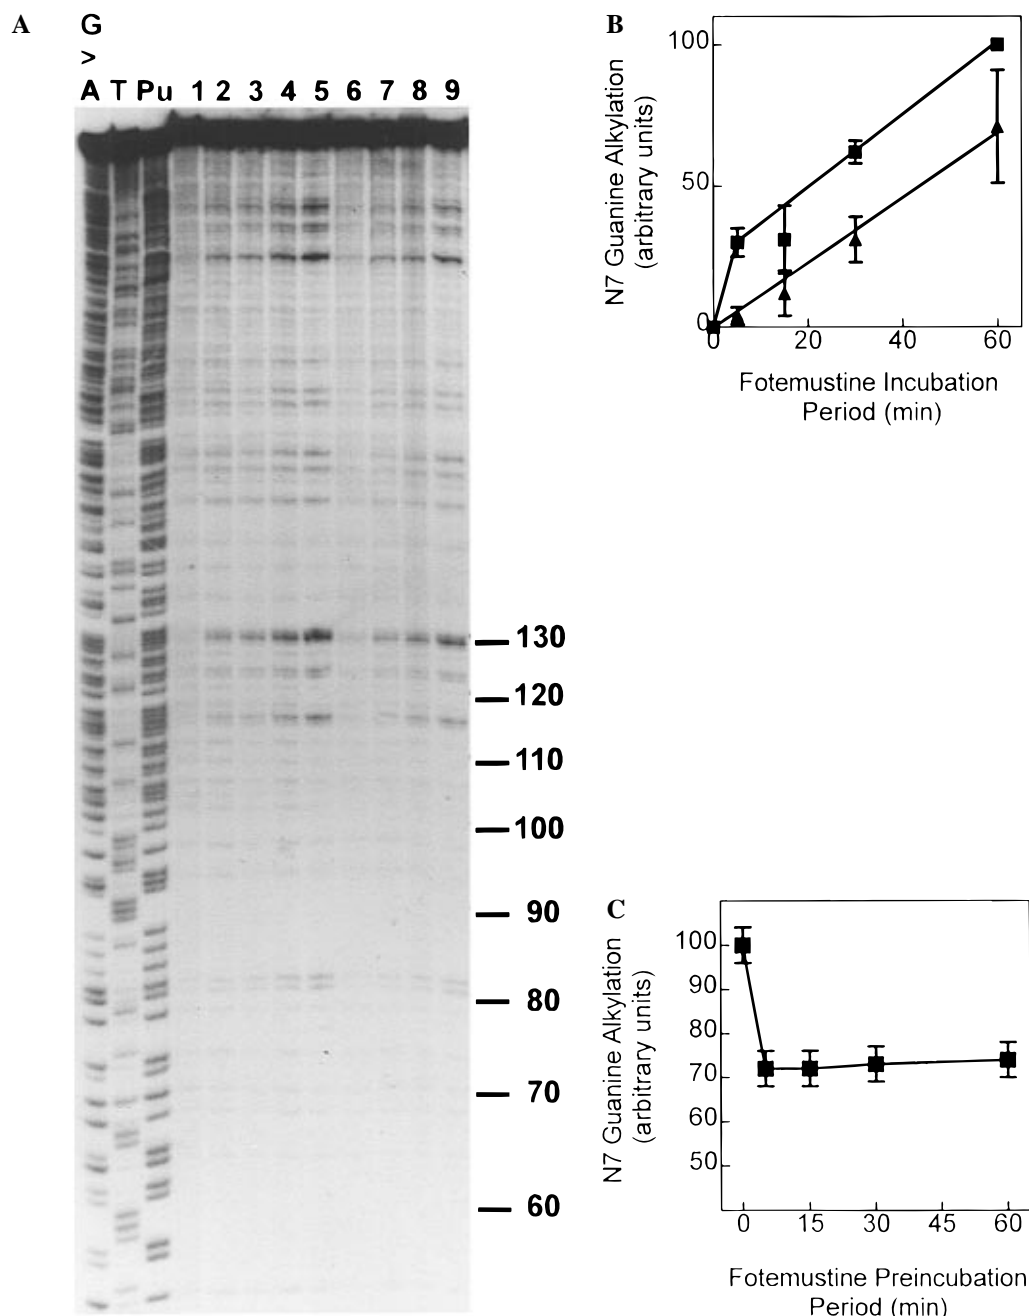 A
G
>
A T Pu 1 2 3 4 5 6 7 8 9
130
120
110
100
90
80
70
60
B
N7 Guanine Alkylation
(arbitrary units)
100
50
0
0 20 40 60
Fotemustine Incubation
Period (min)
C
N7 Guanine Alkylation
(arbitrary units)
100
90
80
70
60
50
0 15 30 45 60
Fotemustine Preincubation
Period (min)